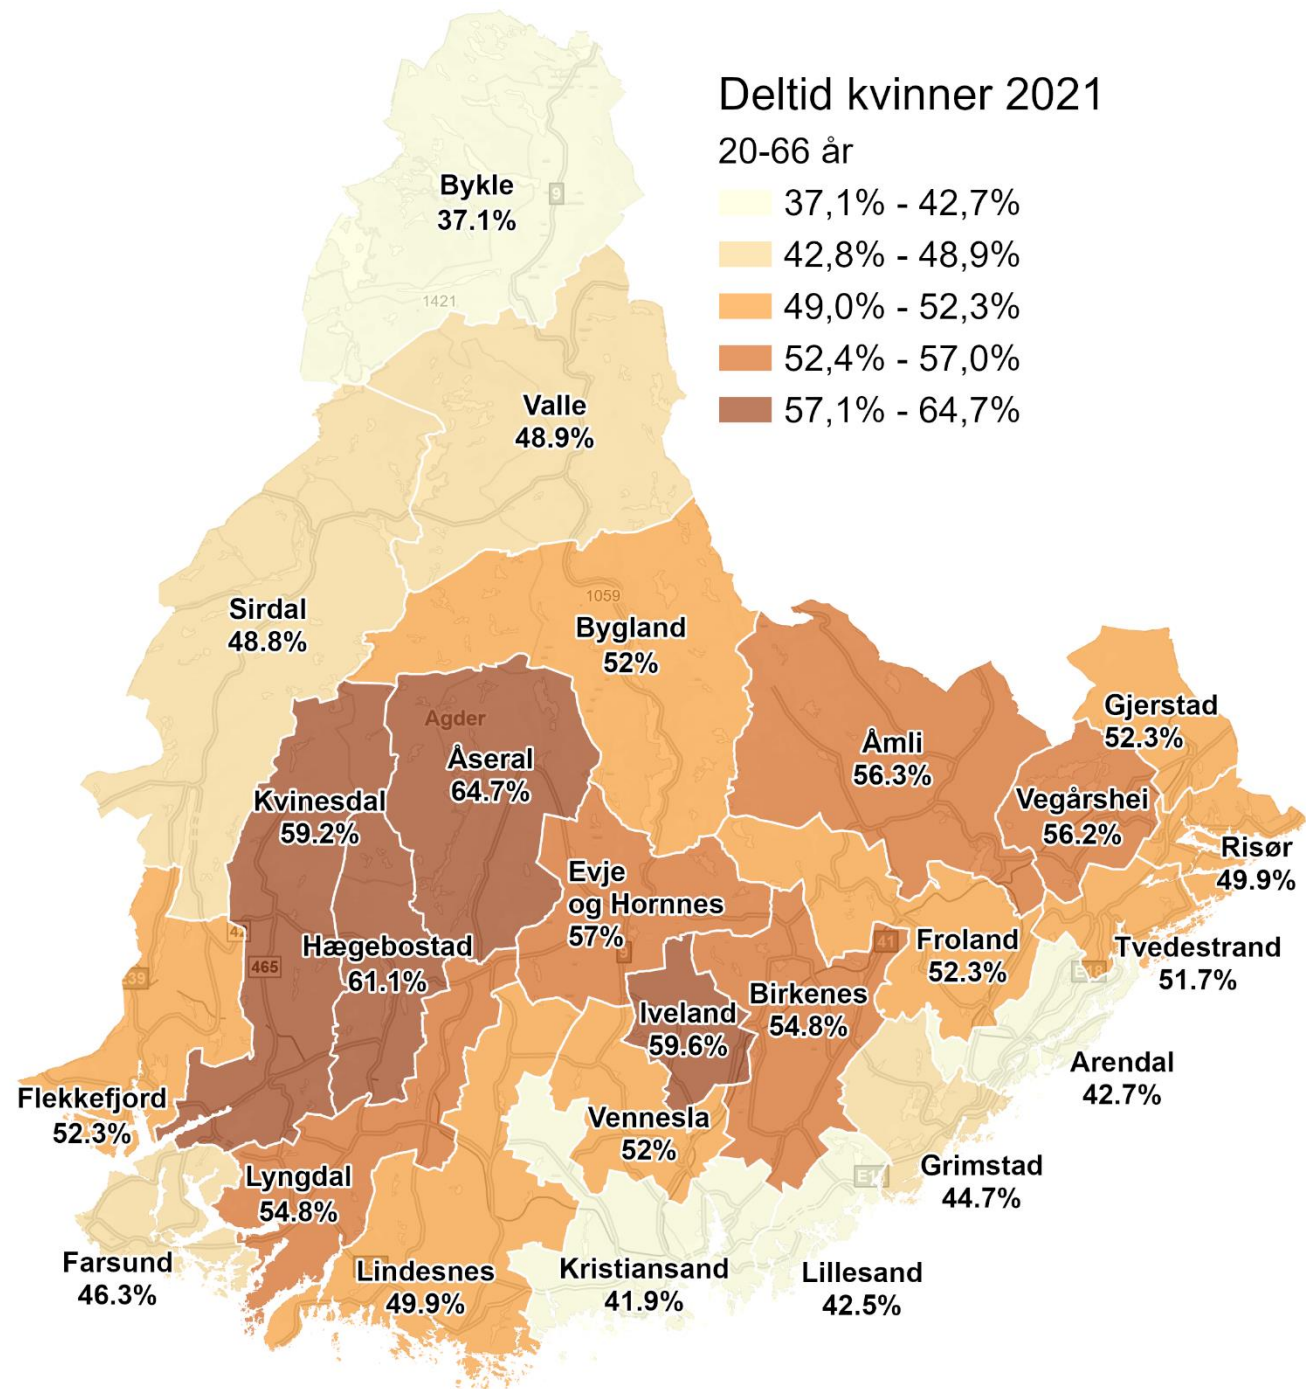 Deltid kvinner 2021
20-66 år
37,1% - 42,7%
42,8% - 48,9%
49,0% - 52,3%
52,4% - 57,0%
57,1% - 64,7%
Bykle
37.1%
9
1421
Valle
48.9%
Sirdal
48.8%
1059
Bygland
52%
Agder
Åseral
64.7%
Kvinesdal
59.2%
Åmli
56.3%
Gjerstad
52.3%
Vegårshei
56.2%
Risør
49.9%
Evje
og Hornnes
57%
9
Hægebostad
61.1%
465
41
Froland
52.3%
Tvedestrand
51.7%
E18
Birkenes
54.8%
Iveland
59.6%
Arendal
42.7%
Flekkefjord
52.3%
Vennesla
52%
Grimstad
44.7%
Lyngdal
54.8%
Farsund
46.3%
Lindesnes
49.9%
Kristiansand
41.9%
Lillesand
42.5%